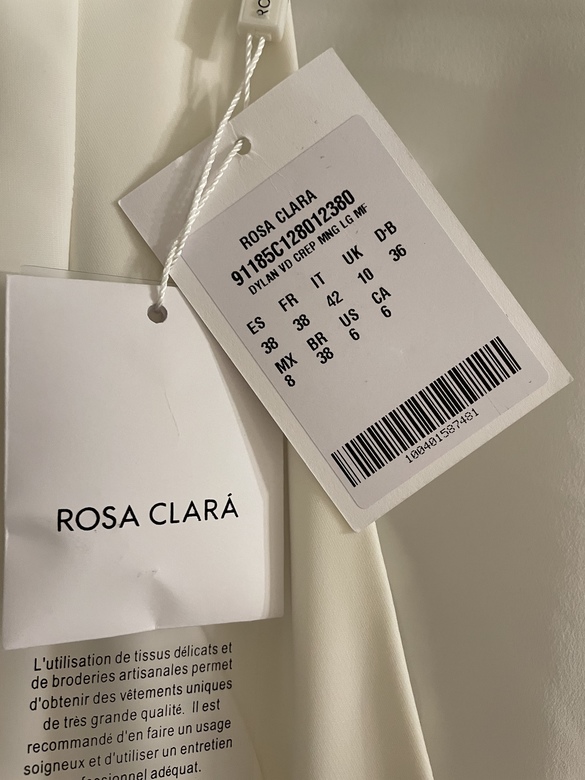 ROSA CLARA
91185C128012380
DYLAN VD CREP MNG LG MF
ES FR IT UK D-B
38 38 42 10 36
MX BR US CA
8 38 6 6
100401587481
ROSA CLARÁ
L'utilisation de tissus délicats et
de broderies artisanales permet
d'obtenir des vêtements uniques
de très grande qualité. Il est
recommandé d'en faire un usage
soigneux et d'utiliser un entretien
adéquat.